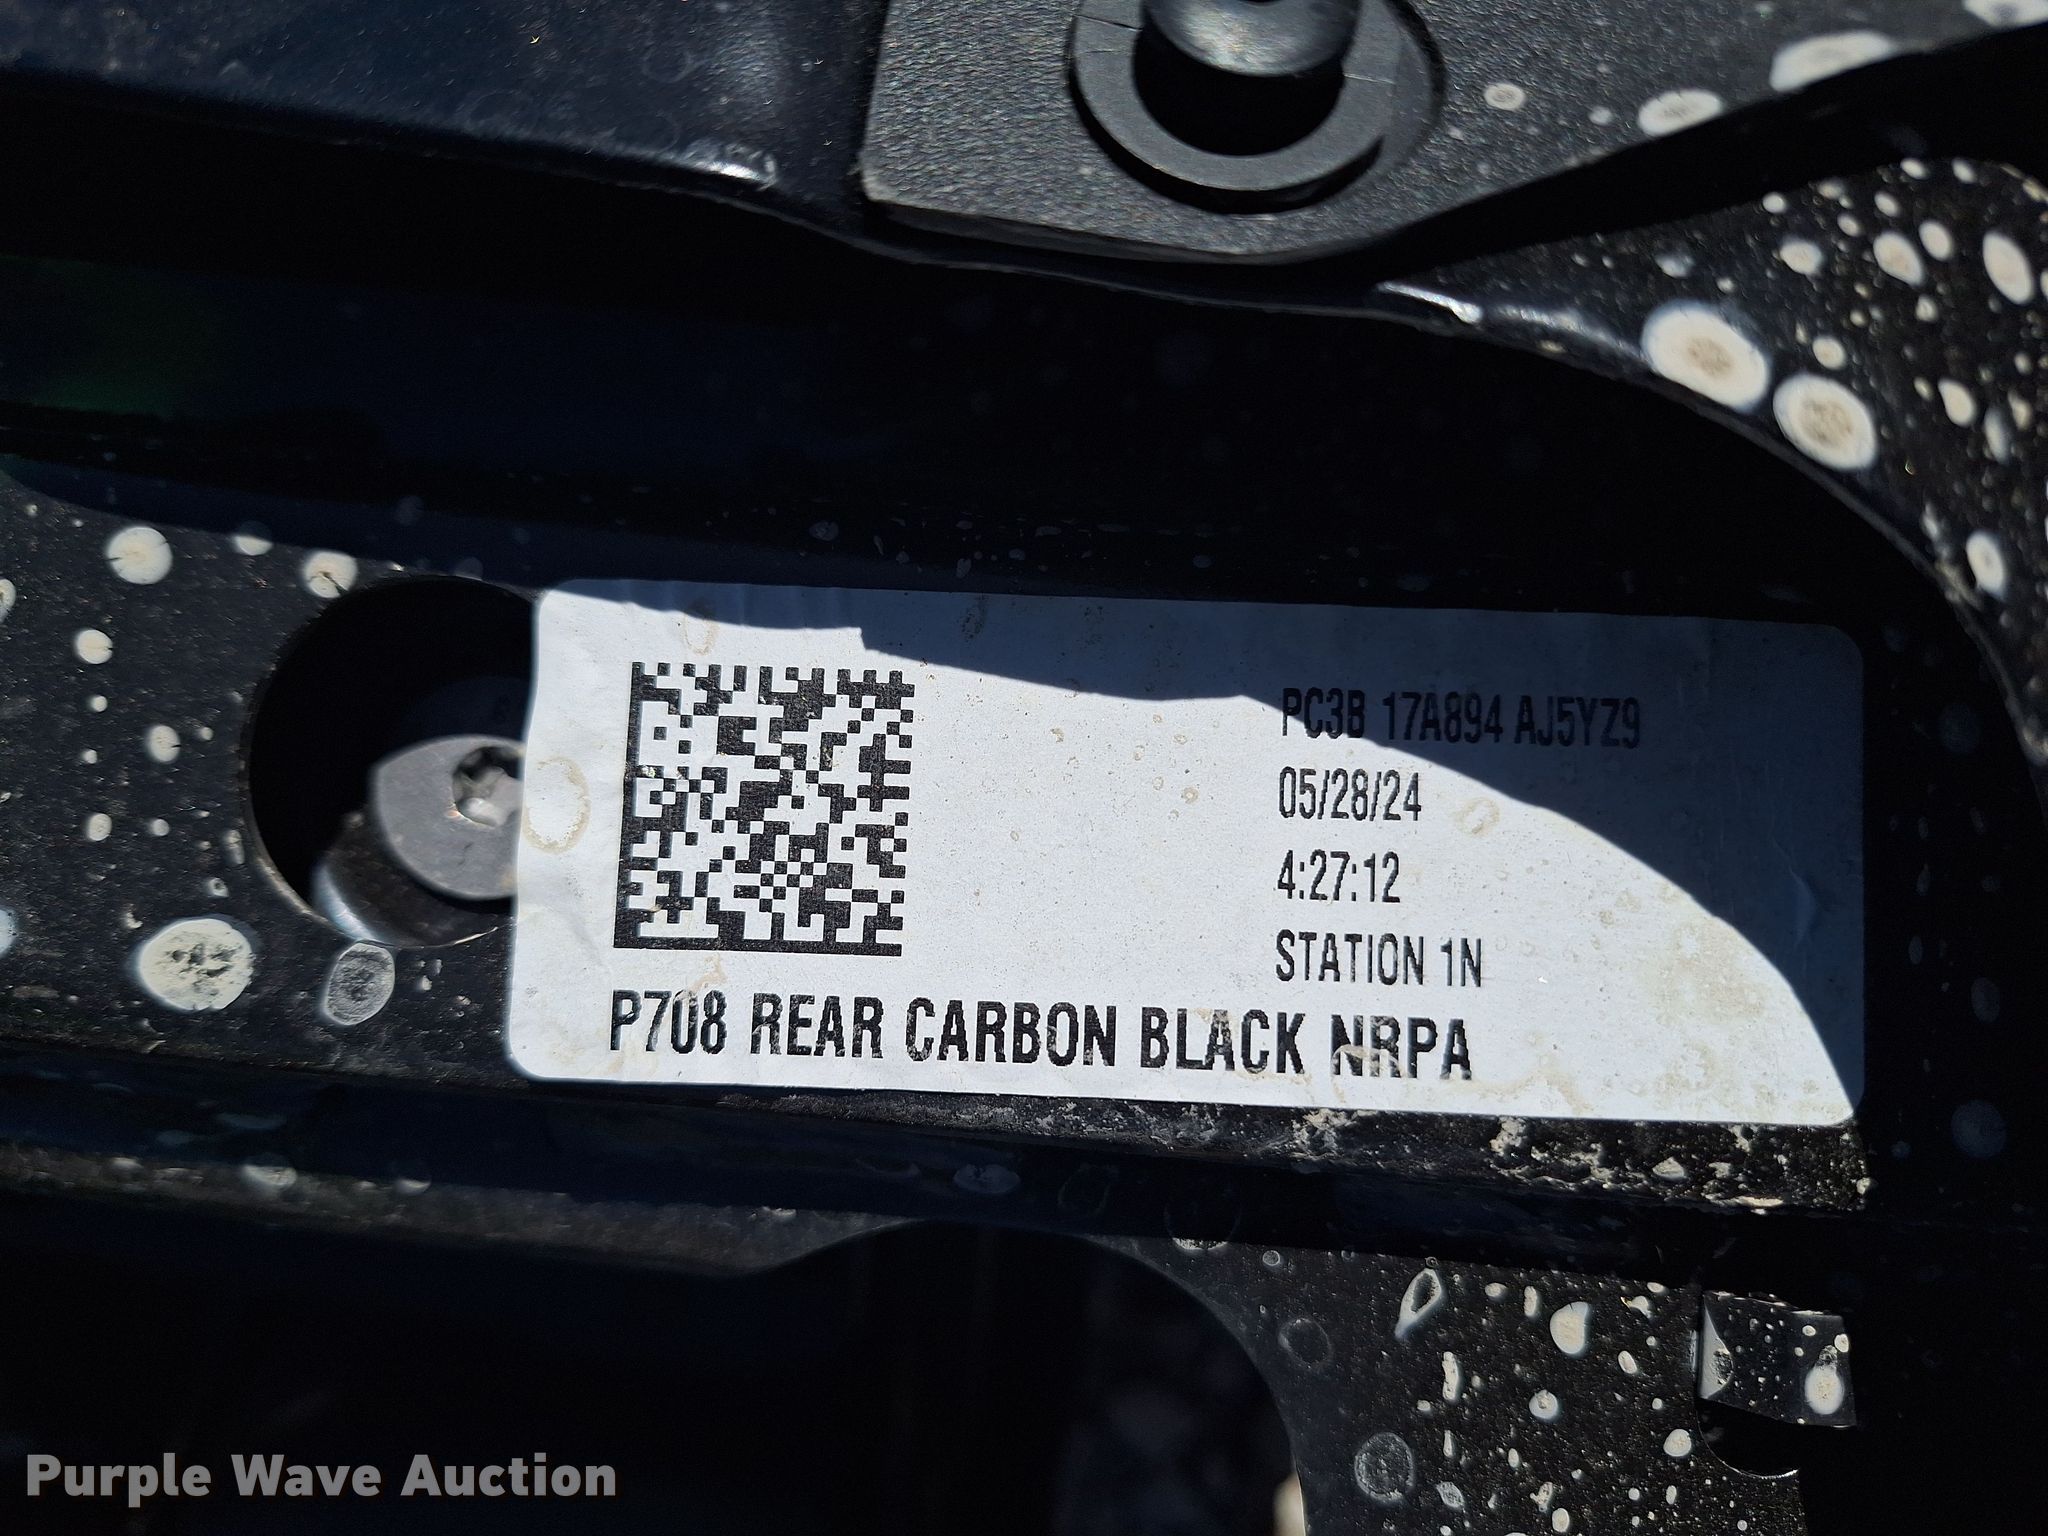 PC3B 17A894 AJ5YZ9
05/28/24
4:27:12
STATION 1N
P708 REAR CARBON BLACK NRPA
Purple Wave Auction